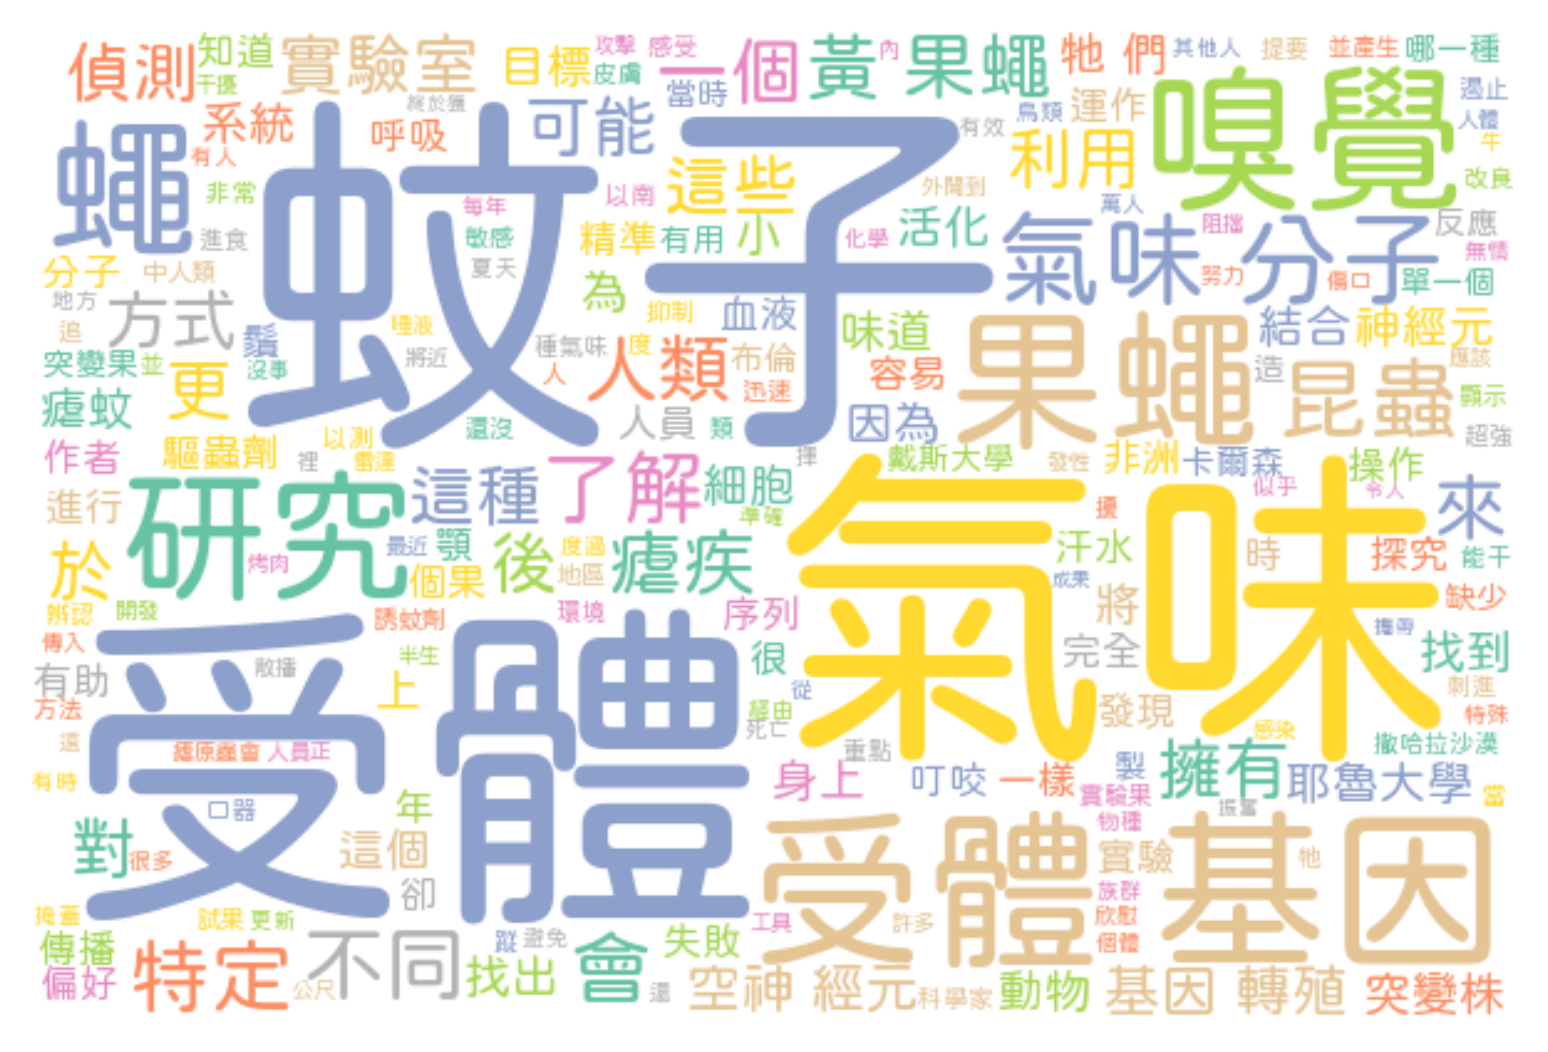 偵測
知道
干擾
實驗室
目標
攻擊
皮膚
感受
一個
當時
黃 果蠅
內
牠 們
其他人
提要
並產生
哪一種
遏止
系統
有人
呼吸
可能
有效
鳥類
運作
嗅覺
人體
牛
蠅
蚊子
非常
以南
每年
這些
外聞到
利用
萬人
改良
進食
敏感
夏天
精準
有用
小
化學
活化
氣味分子
阻擋
反應
無情
分子
中人類
為
努力
傷口
單一個
地方
方式
追
鬚
唾液
抑制
血液
味道
果蠅
結合
神經元
突變果
並
沒事
將近
種氣味
度
人
人類
布倫
迅速
容易
造
昆蟲
應該
顯示
瘧蚊
更
還沒
人員
類
因為
超強
作者
驅蟲劑
以測
雷達
裡
揮
戴斯大學
發性
非洲
卡爾森
操作
似乎
令人
進行
研究
這種
了解
細胞
準確
氣味
擾
來
於
烤肉
最近
顎
個果
後
度過
地區
瘧疾
汗水
成果
時
探究
能干
辨認
開發
傳入
誘蚊劑
環境
序列
將
缺少
攜帶
有助
散播
半生
上
很
從
完全
找到
方法
受體
經由
死亡
發現
刺進
特殊
這
瘧原蟲會
人員正
重點
感染
撒哈拉沙漠
有時
口器
年
身上
叮咬
一樣
製
實驗果
擁有
耶魯大學
當
振奮
對
很多
這個
卻
受體
物種
實驗
牠
基因
族群
掩蓋
試果
更新
工具
許多
欣慰
個體
傳播
偏好
特定
公尺
不同
蹤
避免
找出
會
失敗
還
空神 經元
科學家
動物
基因 轉殖
突變株